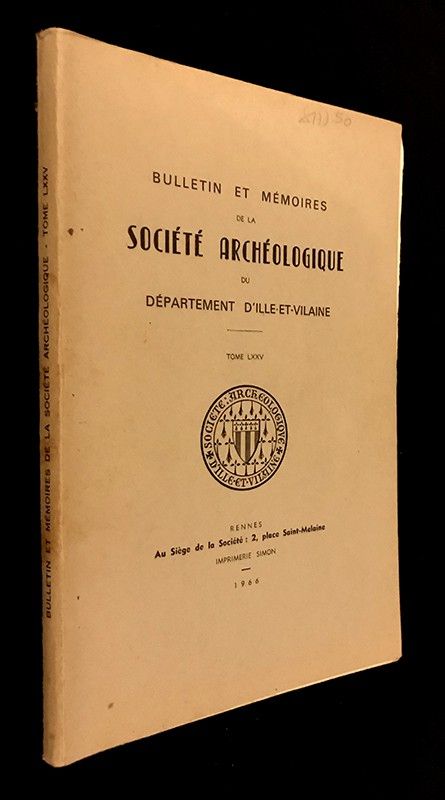 BULLETIN ET MÉMOIRES DE LA SOCIÉTÉ ARCHÉOLOGIQUE - TOME LXXV
BULLETIN ET MÉMOIRES
DE LA
SOCIÉTÉ ARCHÉOLOGIQUE
DU
DÉPARTEMENT D'ILLE-ET-VILAINE
TOME LXXV
SOCIÉTÉ ARCHÉOLOGIQUE
D'ILLE-ET-VILAINE
RENNES
Au Siège de la Société : 2, place Saint-Melaine
IMPRIMERIE SIMON
1966